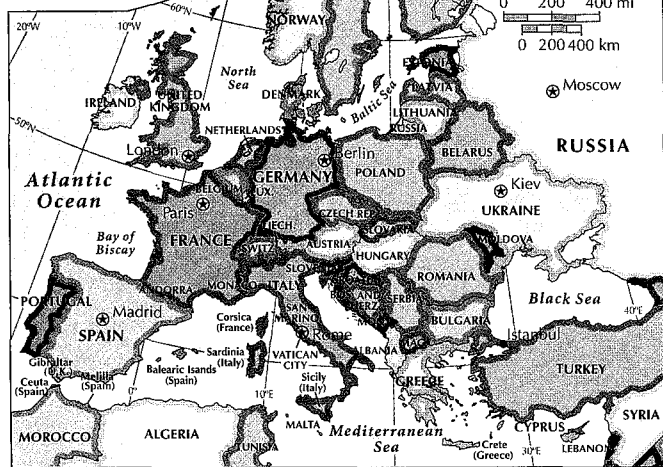 0 200 400 mi
0 200 400 km
60°N
20°W
10°W
NORWAY
North
Sea
Moscow
ESTONIA
LATVIA
Baltic Sea
DENMARK
IRELAND
UNITED
KINGDOM
LITHUANIA
RUSSIA
50°N
NETHERLANDS
London
Berlin
BELARUS
RUSSIA
GERMANY
POLAND
Atlantic
Ocean
BELGIUM
LUX.
Kiev
UKRAINE
Paris
CZECH REP.
SLOVAKIA
LIECH.
FRANCE
SWITZ.
AUSTRIA
HUNGARY
MOLDOVA
Bay of
Biscay
SLOVENIA
ROMANIA
ANDORRA
MONACO
ITALY
SAN
MARINO
BOS. AND
HERZ.
SERBIA
Black Sea
40°E
PORTUGAL
Madrid
SPAIN
Corsica
(France)
Rome
BULGARIA
Istanbul
VATICAN
CITY
ALBANIA
MAC.
Gibraltar
(U.K.)
Ceuta
(Spain)
Melilla
(Spain)
Balearic Islands
(Spain)
Sardinia
(Italy)
Sicily
(Italy)
GREECE
TURKEY
0°
10°E
MALTA
Mediterranean
Sea
Crete
(Greece)
30°E
CYPRUS
SYRIA
LEBANON
MOROCCO
ALGERIA
TUNISIA